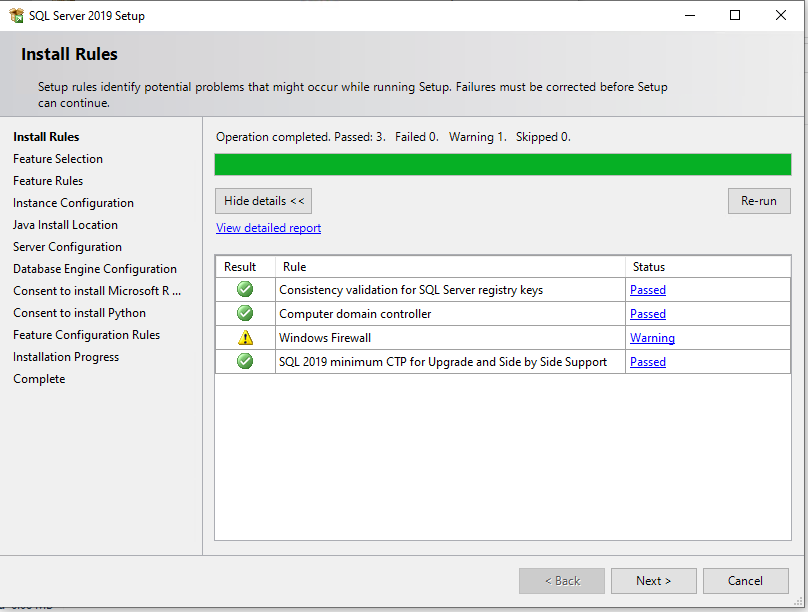 SQL Server 2019 Setup
Install Rules
Setup rules identify potential problems that might occur while running Setup. Failures must be corrected before Setup
can continue.
Install Rules
Feature Selection
Feature Rules
Instance Configuration
Java Install Location
Server Configuration
Database Engine Configuration
Consent to install Microsoft R ...
Consent to install Python
Feature Configuration Rules
Installation Progress
Complete
Operation completed. Passed: 3. Failed 0. Warning 1. Skipped 0.
Hide details <<
Re-run
View detailed report
Result Rule Status
Consistency validation for SQL Server registry keys Passed
Computer domain controller Passed
Windows Firewall Warning
SQL 2019 minimum CTP for Upgrade and Side by Side Support Passed
< Back Next > Cancel